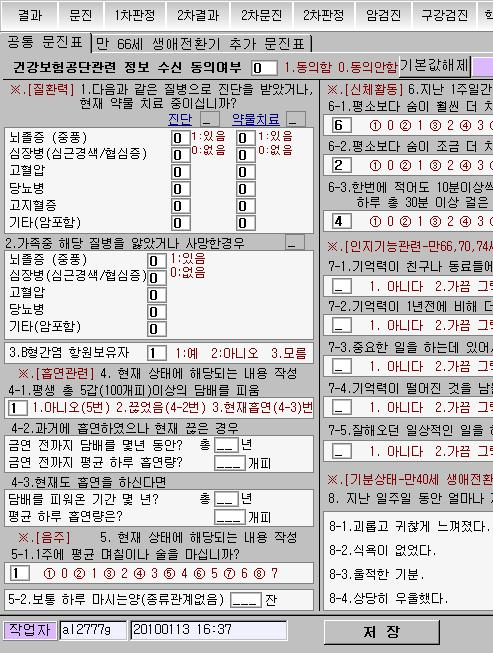 결과 문진 1차판정 2차결과 2차문진 2차판정 암검진 구강검진
공통 문진표 만 66세 생애전환기 추가 문진표
건강보험공단관련 정보 수신 동의여부 0 1.동의함 0.동의안함 기본값해제
※.[질환력] 1.다음과 같은 질병으로 진단을 받았거나,
현재 약물 치료 중이십니까?
진단 _ 약물치료 _
뇌졸증 (중풍) 0 1:있음 0 1:있음
심장병(심근경색/협심증) 0 0:없음 0 0:없음
고혈압 0 0
당뇨병 0 0
고지혈증 0 0
기타(암포함) 0 0
2.가족중 해당 질병을 앓았거나 사망한경우 _
뇌졸증 (중풍) 0 1:있음
심장병(심근경색/협심증) 0 0:없음
고혈압 0
당뇨병 0
기타(암포함) 0
3.B형간염 항원보유자 1 1:예 2:아니오 3.모름
※.[흡연관련] 4. 현재 상태에 해당되는 내용 작성
4-1.평생 총 5갑(100개피)이상의 담배를 피움
1 1.아니오(5번) 2.끊었음(4-2번) 3.현재흡연(4-3)번
4-2.과거에 흡연하였으나 현재 끊은 경우
금연 전까지 담배를 몇년 동안? 총 __ 년
금연 전까지 평균 하루 흡연량? ___ 개피
4-3.현재도 흡연을 하신다면
담배를 피워온 기간 몇 년? 총 __ 년
평균 하루 흡연량은? ___ 개피
※.[음주] 5. 현재 상태에 해당되는 내용 작성
5-1.1주에 평균 며칠이나 술을 마십니까?
1 ① 0 ② 1 ③ 2 ④ 3 ⑤ 4 ⑥ 5 ⑦ 6 ⑧ 7
5-2.보통 하루 마시는양(종류관계없음) ___ 잔
※.[신체활동] 6.지난 1주일간
6-1.평소보다 숨이 훨씬 더 차
6 ① 0 ② 1 ③ 2 ④ 3
6-2.평소보다 숨이 조금 더 차
2 ① 0 ② 1 ③ 2 ④ 3
6-3.한번에 적어도 10분이상씩
하루 총 30분 이상 걸은
4 ① 0 ② 1 ③ 2 ④ 3
※.[인지기능관련-만66,70,74세
7-1.기억력이 친구나 동료들에
_ 1. 아니다 2.가끔 그렇
7-2.기억력이 1년전에 비해 더
_ 1. 아니다 2.가끔 그렇
7-3.중요한 일을 하는데 있어
_ 1. 아니다 2.가끔 그렇
7-4.기억력이 떨어진 것을 남들
_ 1. 아니다 2.가끔 그렇
7-5.잘해오던 일상적인 일을 하
_ 1. 아니다 2.가끔 그렇
※.[기분상태-만40세 생애전환
8. 지난 일주일 동안 얼마나 자
8-1.괴롭고 귀찮게 느껴졌다.
8-2.식욕이 없었다.
8-3.울적한 기분.
8-4.상당히 우울했다.
작업자 al2777g 20100113 16:37 저 장